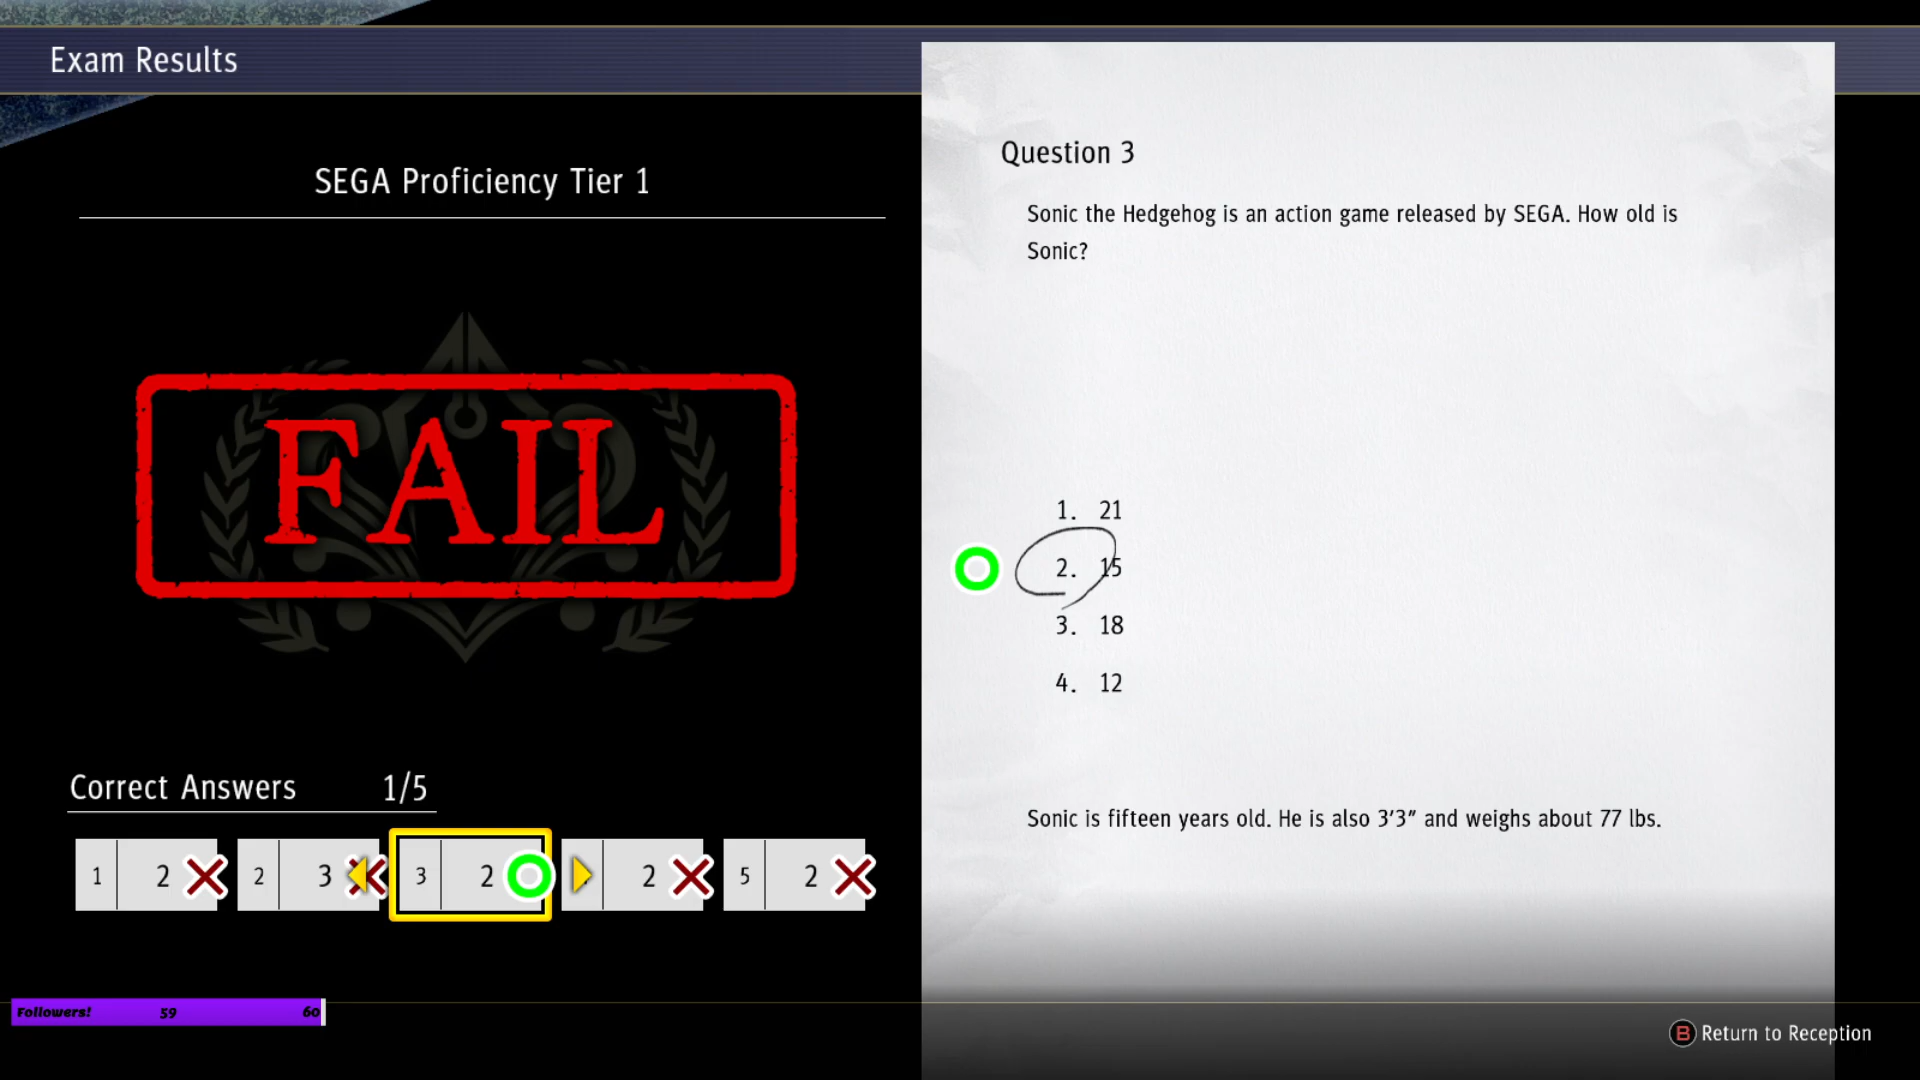 Exam Results
SEGA Proficiency Tier 1
FAIL
Correct Answers 1/5
1 2
2 3
3 2
2
5 2
Followers! 59 60
Question 3
Sonic the Hedgehog is an action game released by SEGA. How old is
Sonic?
1. 21
2. 15
3. 18
4. 12
Sonic is fifteen years old. He is also 3'3" and weighs about 77 lbs.
B Return to Reception